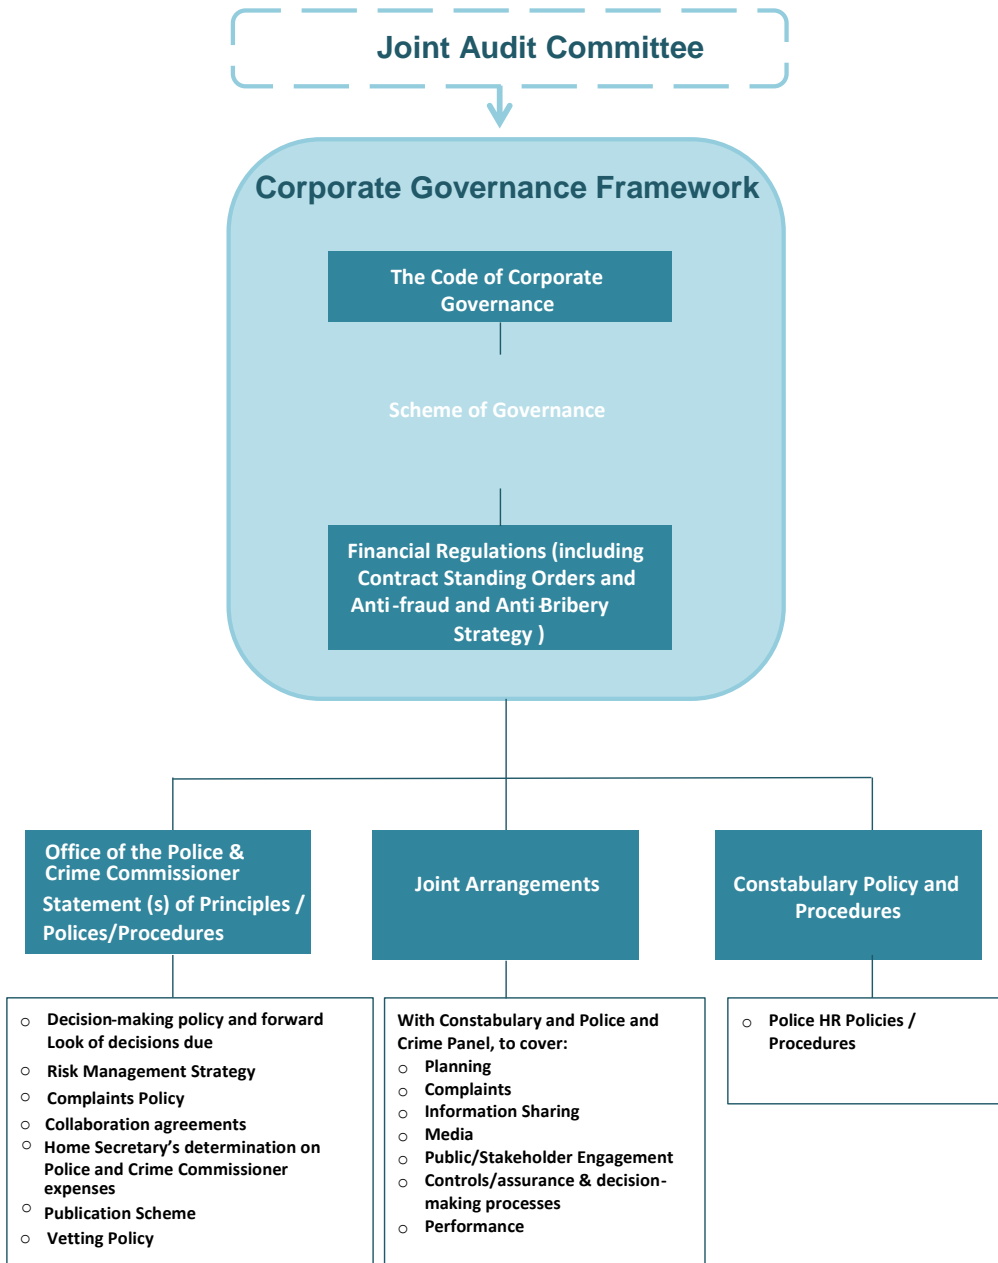 Joint Audit Committee
Corporate Governance Framework
The Code of Corporate
Governance
Scheme of Governance
Financial Regulations (including
Contract Standing Orders and
Anti-fraud and Anti-Bribery
Strategy )
Office of the Police &
Crime Commissioner
Statement (s) of Principles /
Polices/Procedures
Joint Arrangements
Constabulary Policy and
Procedures
○ Decision-making policy and forward
Look of decisions due
○ Risk Management Strategy
○ Complaints Policy
○ Collaboration agreements
○ Home Secretary's determination on
Police and Crime Commissioner
expenses
○ Publication Scheme
○ Vetting Policy
With Constabulary and Police and
Crime Panel, to cover:
○ Planning
○ Complaints
○ Information Sharing
○ Media
○ Public/Stakeholder Engagement
○ Controls/assurance & decision-
making processes
○ Performance
○ Police HR Policies /
Procedures